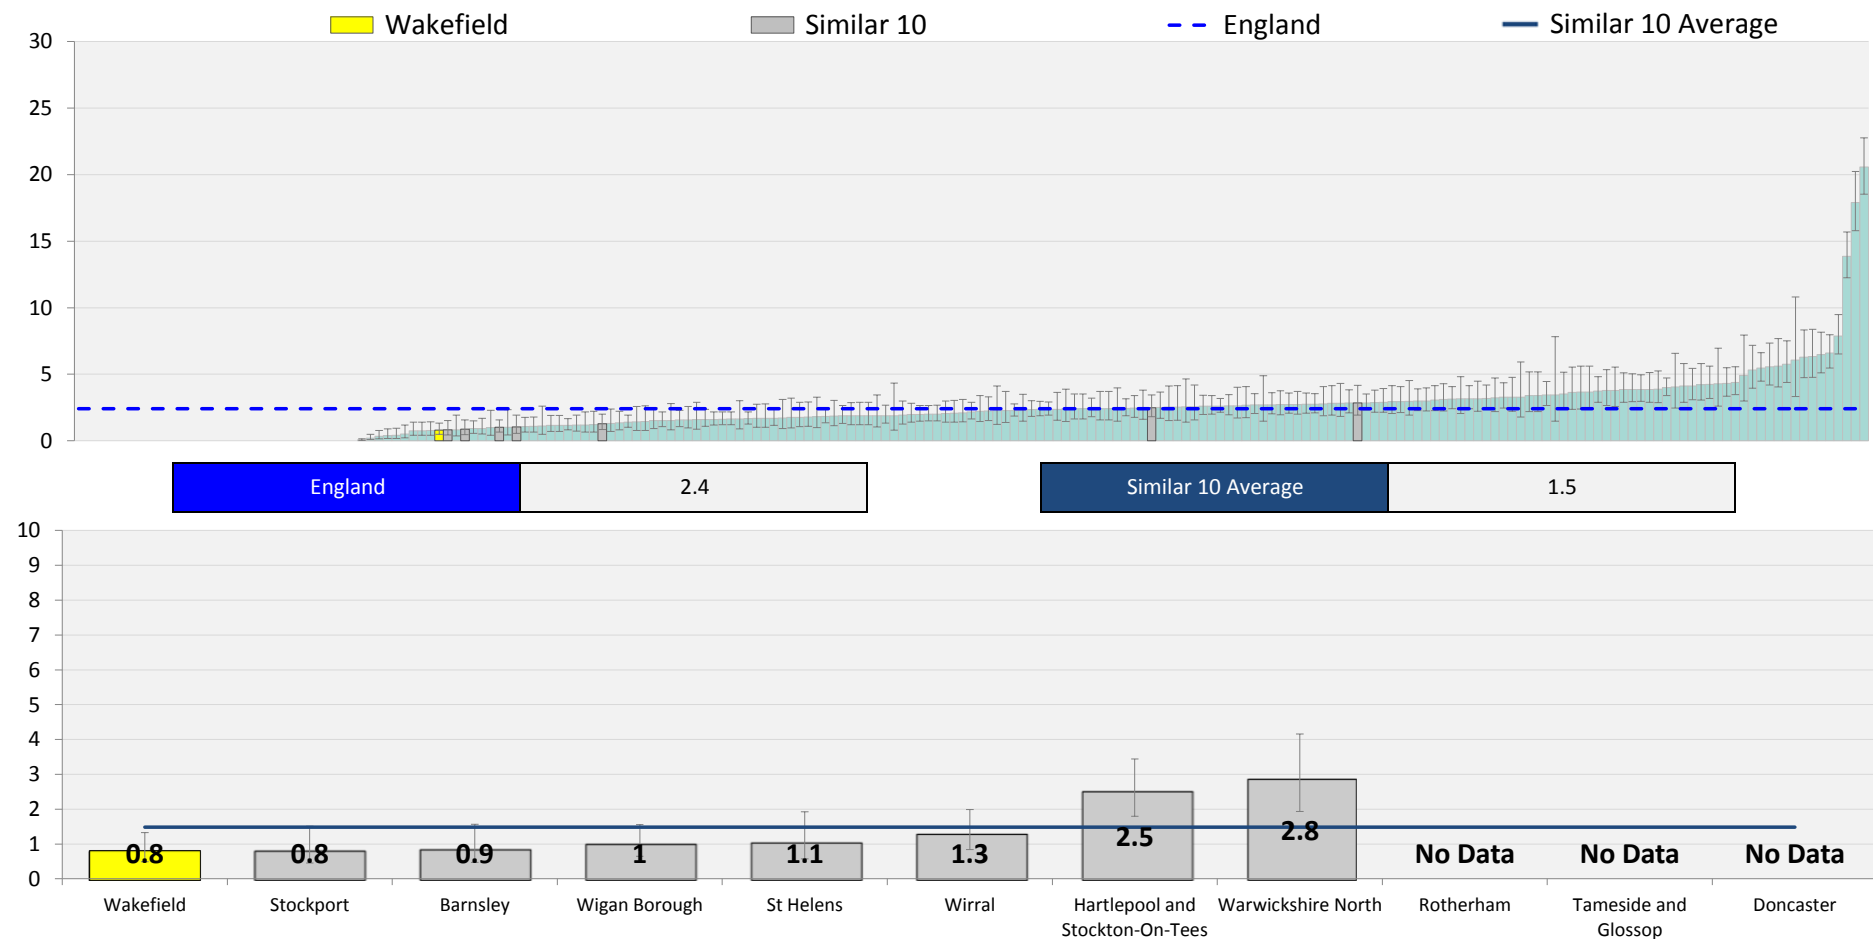 Wakefield
Similar 10
England
Similar 10 Average
30
25
20
15
10
5
0
England
2.4
Similar 10 Average
1.5
10
9
8
7
6
5
4
3
2
1
0
0.8
0.8
0.9
1
1.1
1.3
2.5
2.8
No Data
No Data
No Data
Wakefield
Stockport
Barnsley
Wigan Borough
St Helens
Wirral
Hartlepool and
Stockton-On-Tees
Warwickshire North
Rotherham
Tameside and
Glossop
Doncaster